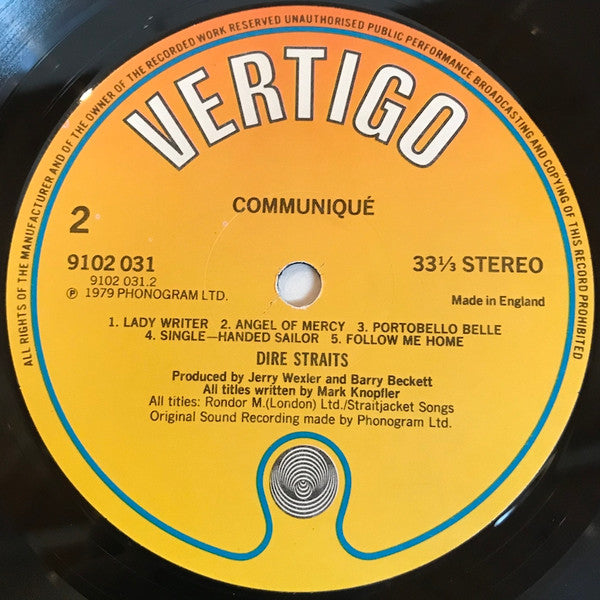 ALL RIGHTS OF THE MANUFACTURER AND OF THE OWNER OF THE RECORDED WORK RESERVED UNAUTHORISED PUBLIC PERFORMANCE BROADCASTING AND COPYING OF THIS RECORD PROHIBITED
VERTIGO
COMMUNIQUÉ
2
9102 031
9102 031.2
℗ 1979 PHONOGRAM LTD.
33⅓ STEREO
Made in England
1. LADY WRITER 2. ANGEL OF MERCY 3. PORTOBELLO BELLE
4. SINGLE—HANDED SAILOR 5. FOLLOW ME HOME
DIRE STRAITS
Produced by Jerry Wexler and Barry Beckett
All titles written by Mark Knopfler
All titles: Rondor M.(London) Ltd./Straitjacket Songs
Original Sound Recording made by Phonogram Ltd.